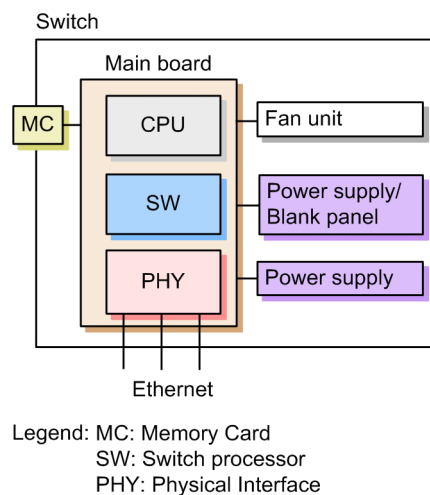 Switch
Main board
MC
CPU
Fan unit
SW
Power supply/
Blank panel
PHY
Power supply
Ethernet
Legend: MC: Memory Card
SW: Switch processor
PHY: Physical Interface